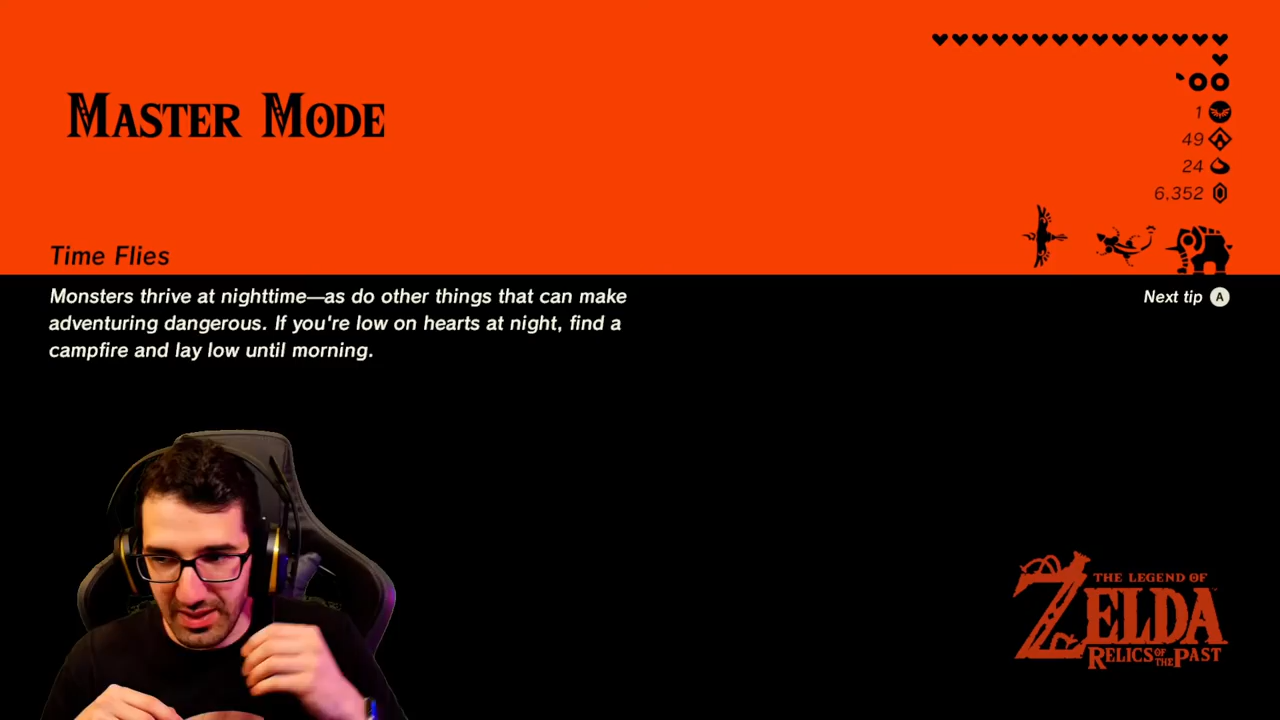 MASTER MODE
1
49
24
6,352
Time Flies
Monsters thrive at nighttime—as do other things that can make
adventuring dangerous. If you're low on hearts at night, find a
campfire and lay low until morning.
Next tip A
THE LEGEND OF
ZELDA
RELICS OF THE PAST